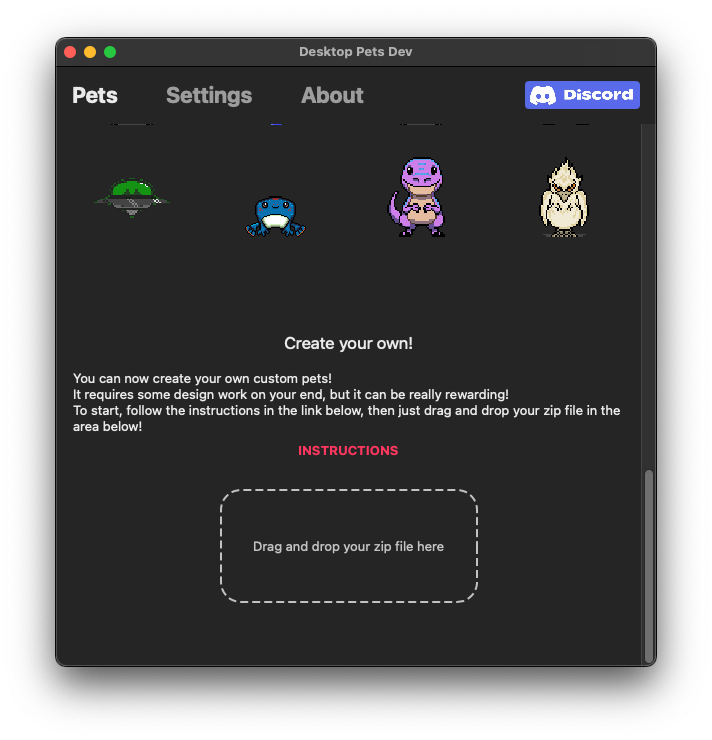 Desktop Pets Dev
Pets Settings About Discord
Create your own!
You can now create your own custom pets!
It requires some design work on your end, but it can be really rewarding!
To start, follow the instructions in the link below, then just drag and drop your zip file in the
area below!
INSTRUCTIONS
Drag and drop your zip file here